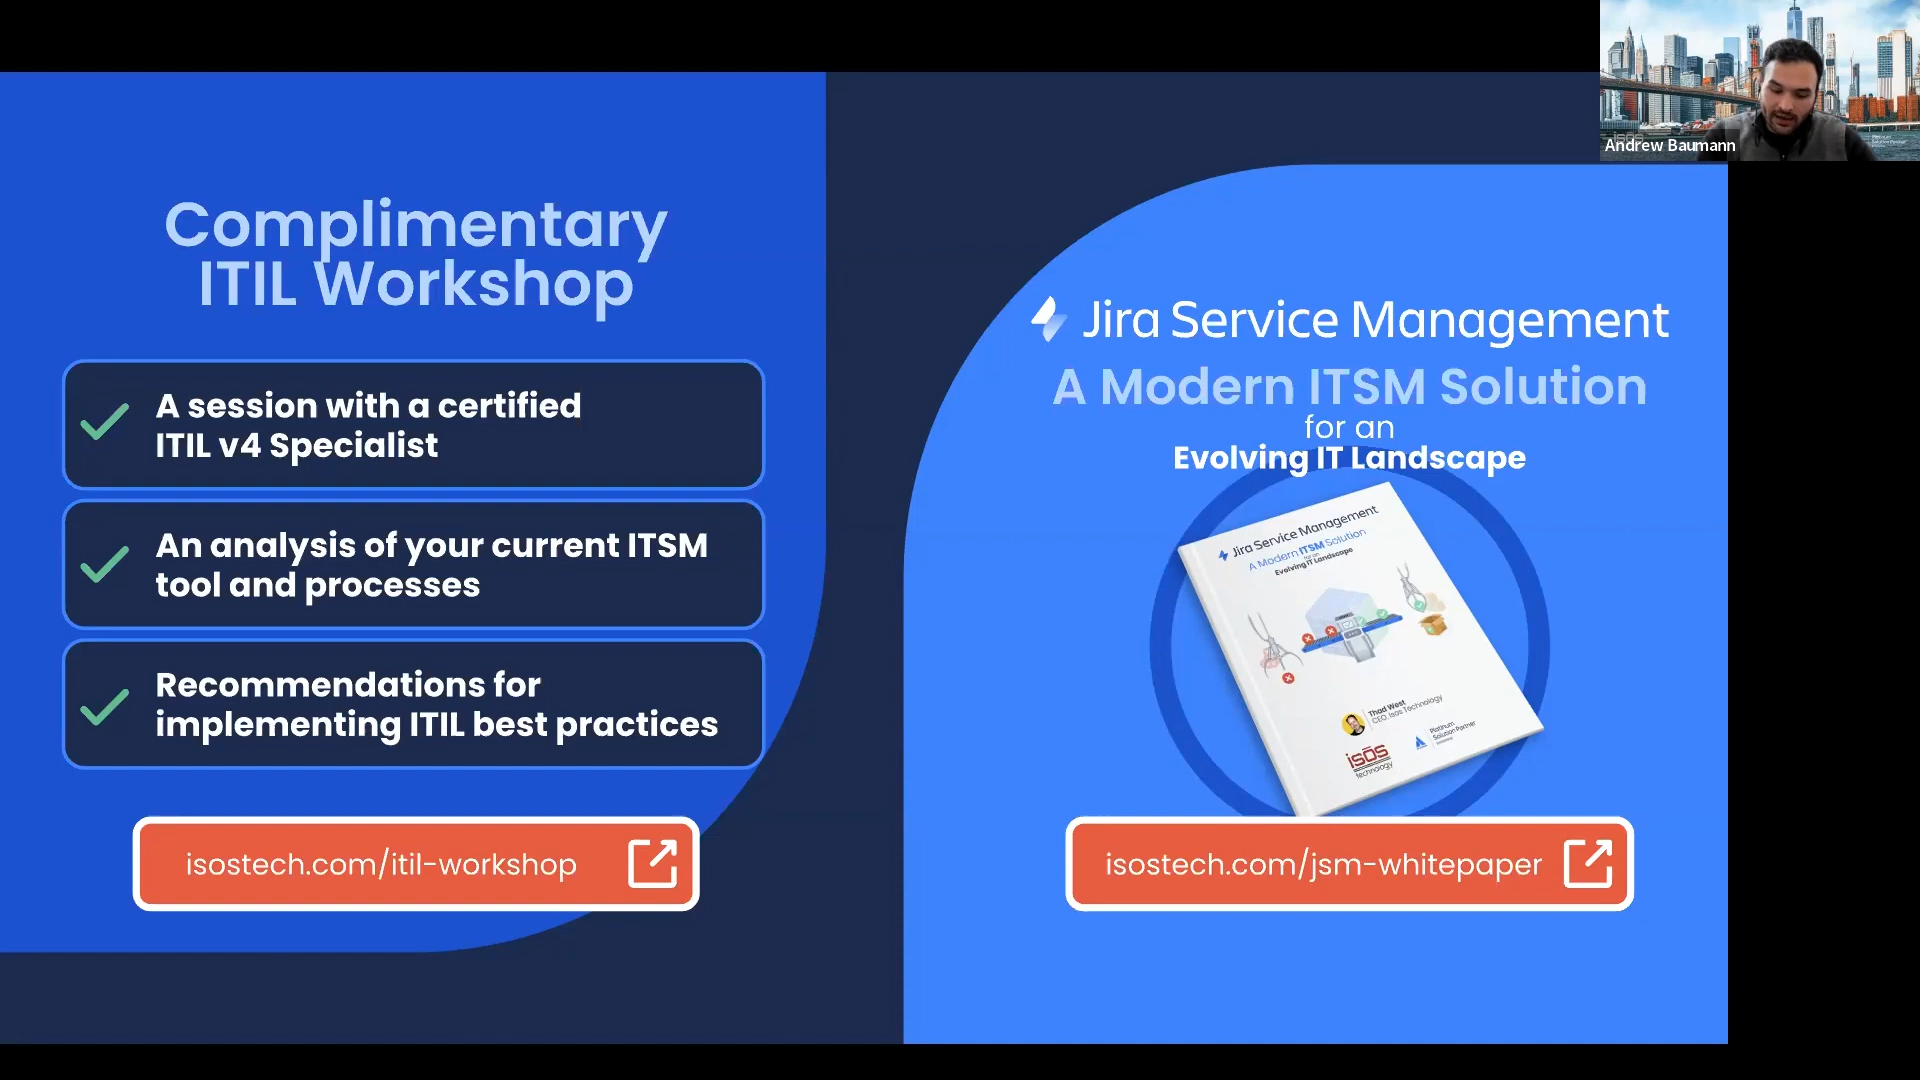 Complimentary
ITIL Workshop
A session with a certified
ITIL v4 Specialist
An analysis of your current ITSM
tool and processes
Recommendations for
implementing ITIL best practices
isostech.com/itil-workshop
Jira Service Management
A Modern ITSM Solution
for an
Evolving IT Landscape
Jira Service Management
A Modern ITSM Solution
for an
Evolving IT Landscape
Thad West
CEO, Isos Technology
isos
technology
Platinum
Solution Partner
isostech.com/jsm-whitepaper
Andrew Baumann